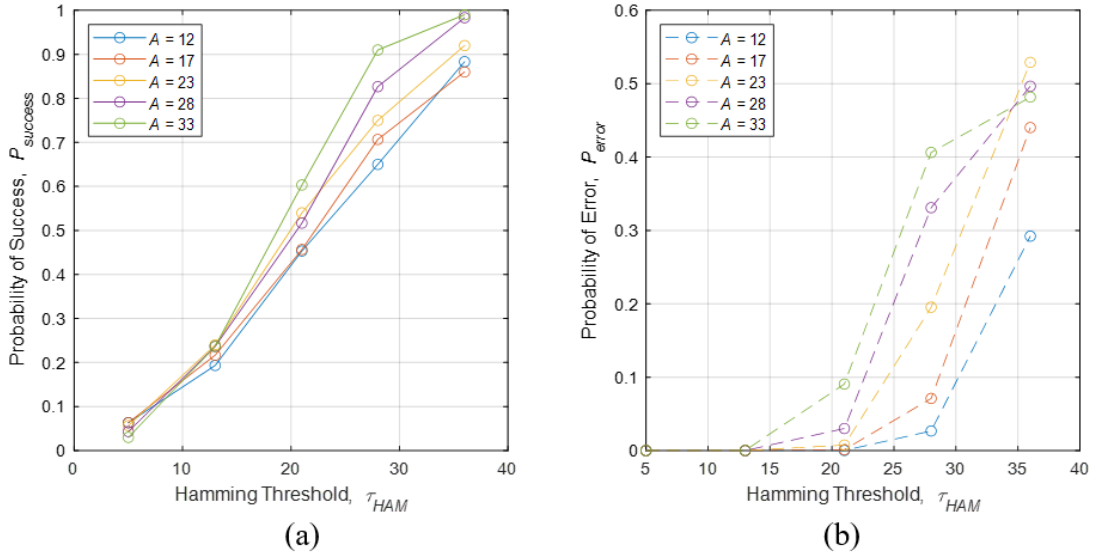 1
0.9
0.8
0.7
0.6
0.5
0.4
0.3
0.2
0.1
0
0 10 20 30 40
Probability of Success, P_success
Hamming Threshold, τ_HAM
A = 12
A = 17
A = 23
A = 28
A = 33
(a)
0.6
0.5
0.4
0.3
0.2
0.1
0
5 10 15 20 25 30 35 40
Probability of Error, P_error
Hamming Threshold, τ_HAM
A = 12
A = 17
A = 23
A = 28
A = 33
(b)